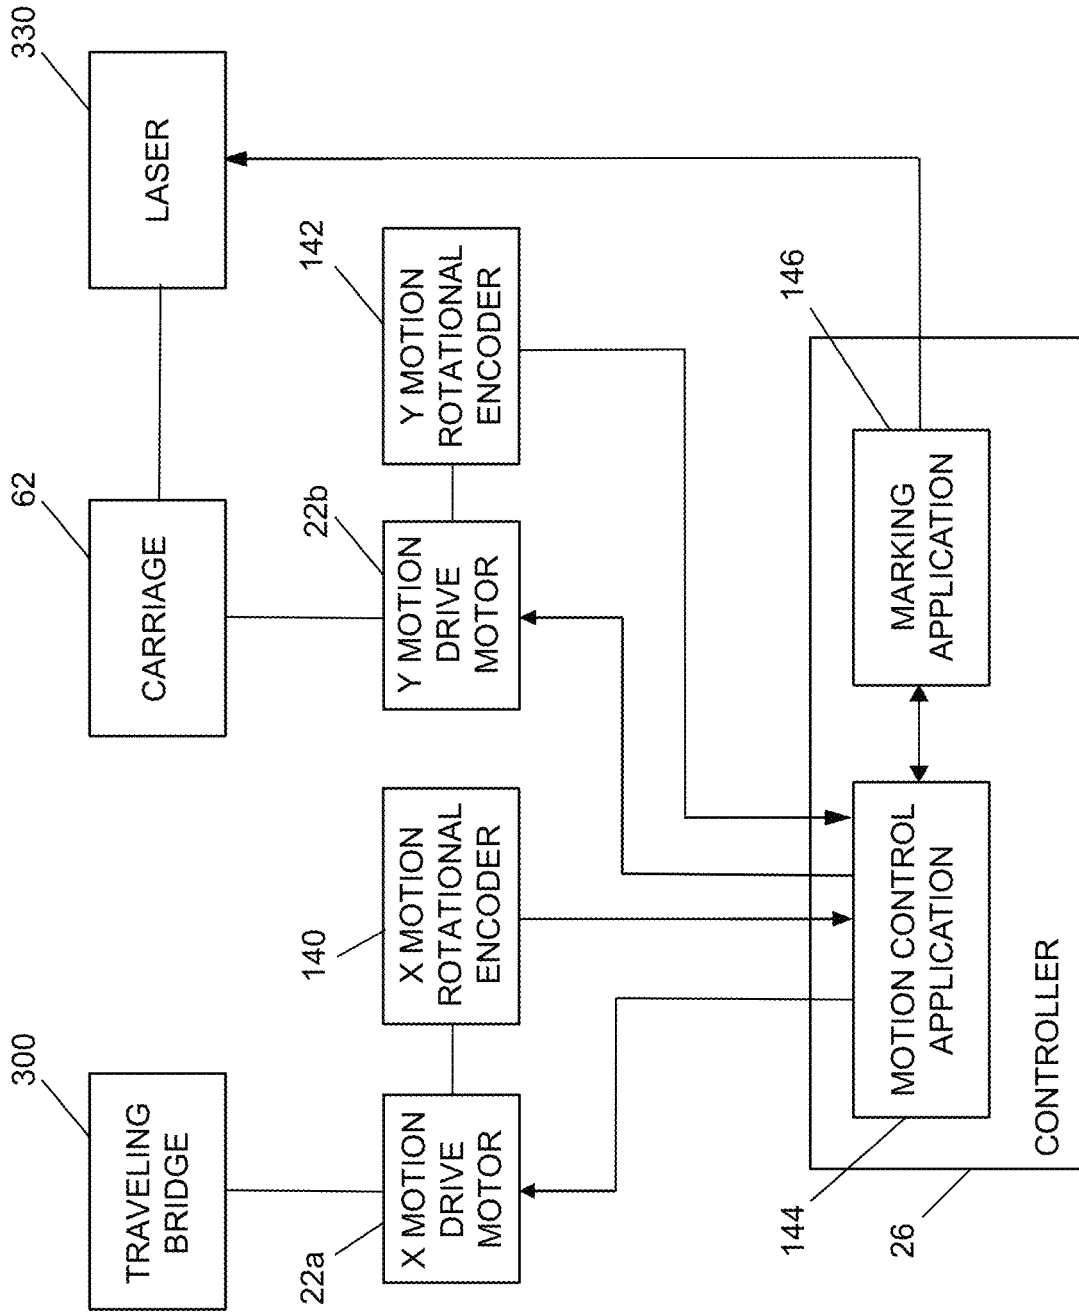 300
TRAVELING
BRIDGE
62
CARRIAGE
330
LASER
22a
X MOTION
DRIVE
MOTOR
140
X MOTION
ROTATIONAL
ENCODER
22b
Y MOTION
DRIVE
MOTOR
142
Y MOTION
ROTATIONAL
ENCODER
144
MOTION CONTROL
APPLICATION
146
MARKING
APPLICATION
26
CONTROLLER